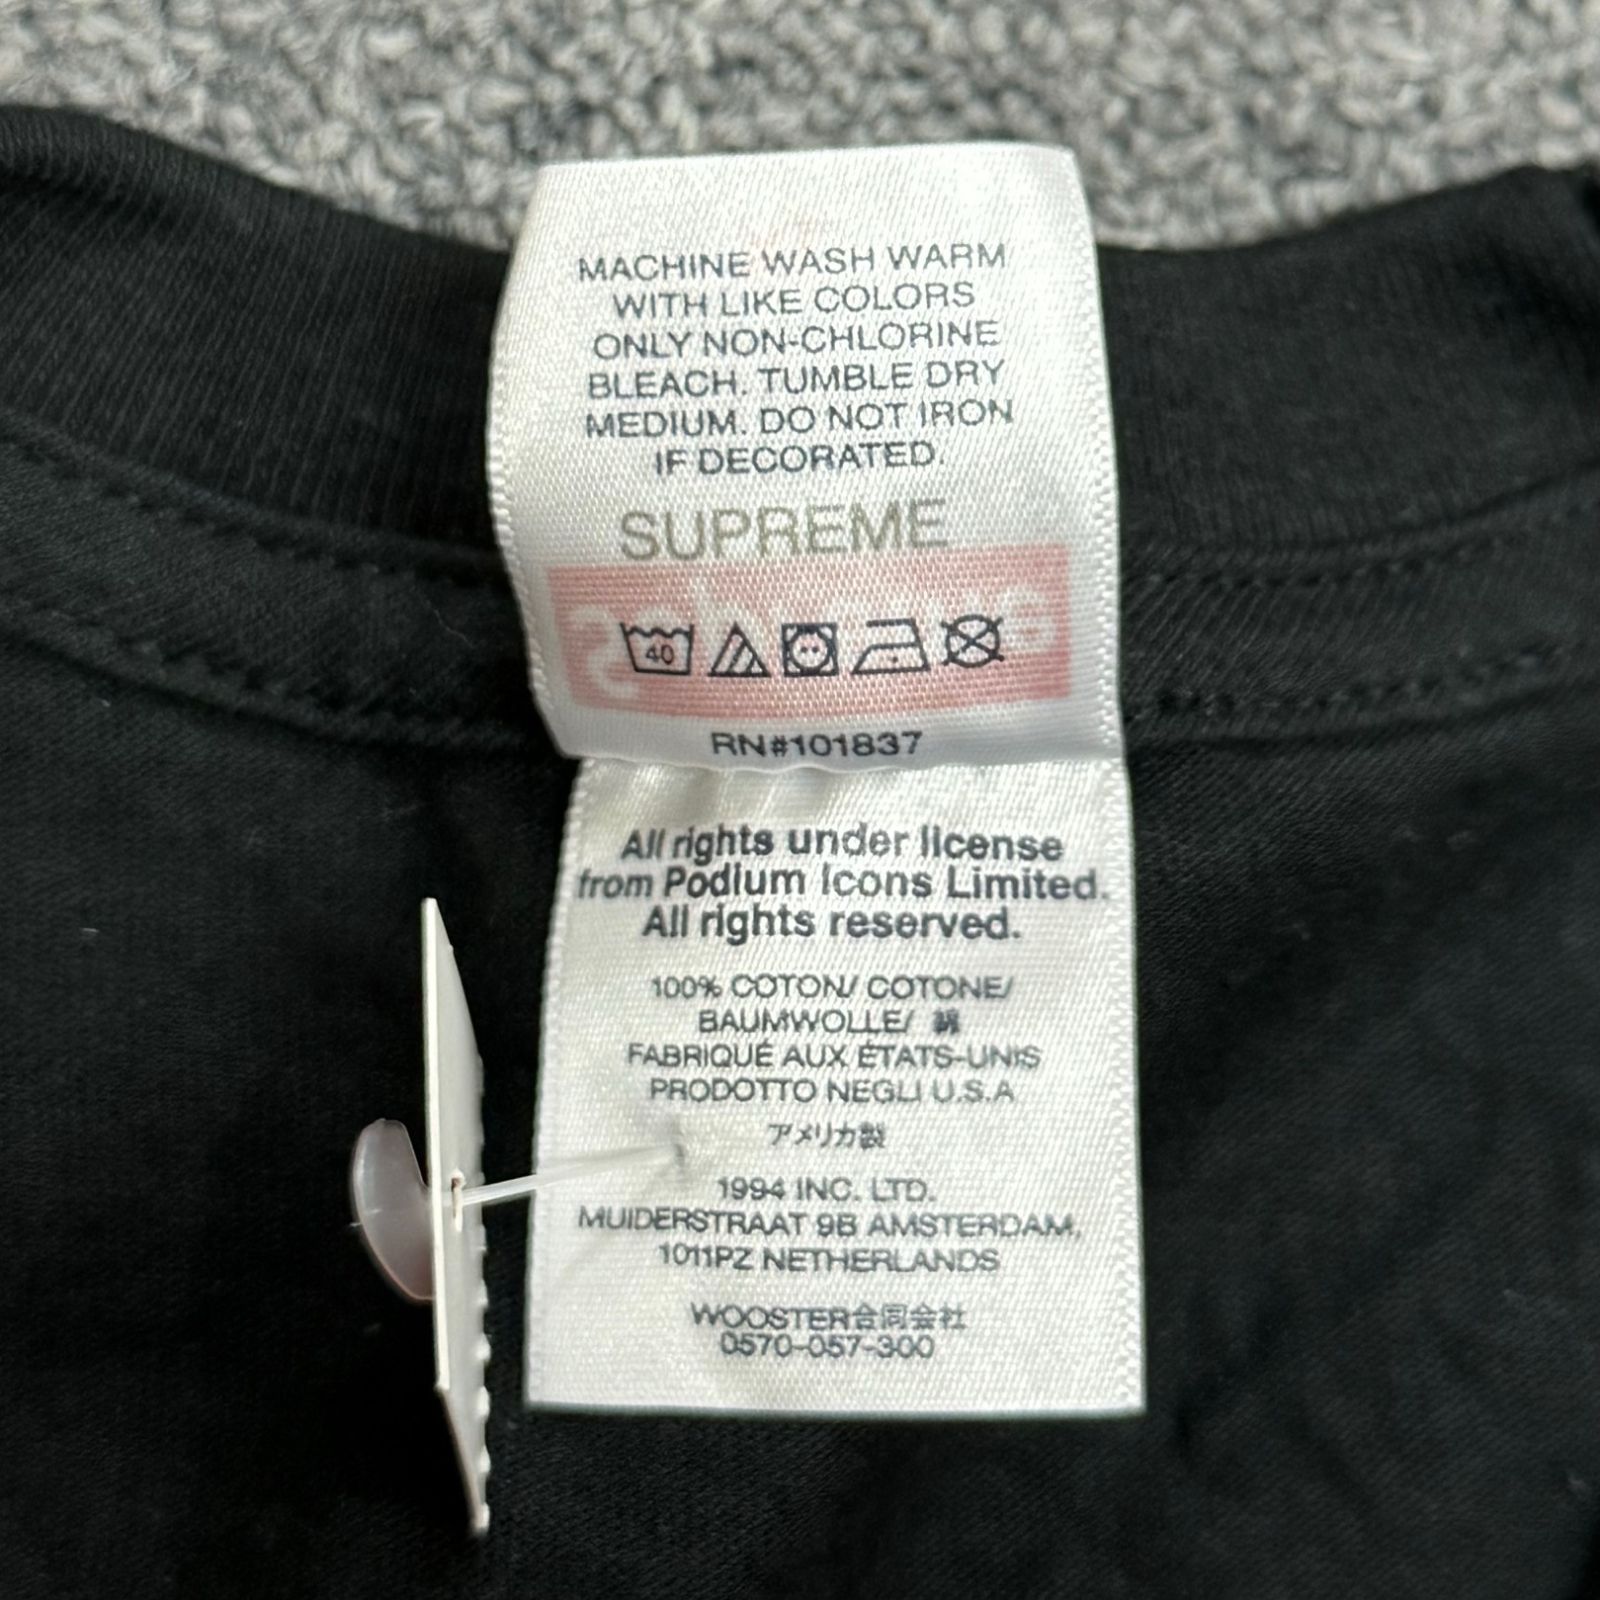 MACHINE WASH WARM
WITH LIKE COLORS
ONLY NON-CHLORINE
BLEACH. TUMBLE DRY
MEDIUM. DO NOT IRON
IF DECORATED.
SUPREME
Supreme
40
RN#101837
All rights under license
from Podium Icons Limited.
All rights reserved.
100% COTON/ COTONE/
BAUMWOLLE/ 綿
FABRIQUÉ AUX ÉTATS-UNIS
PRODOTTO NEGLI U.S.A
アメリカ製
1994 INC. LTD.
MUIDERSTRAAT 9B AMSTERDAM,
1011PZ NETHERLANDS
WOOSTER合同会社
0570-057-300